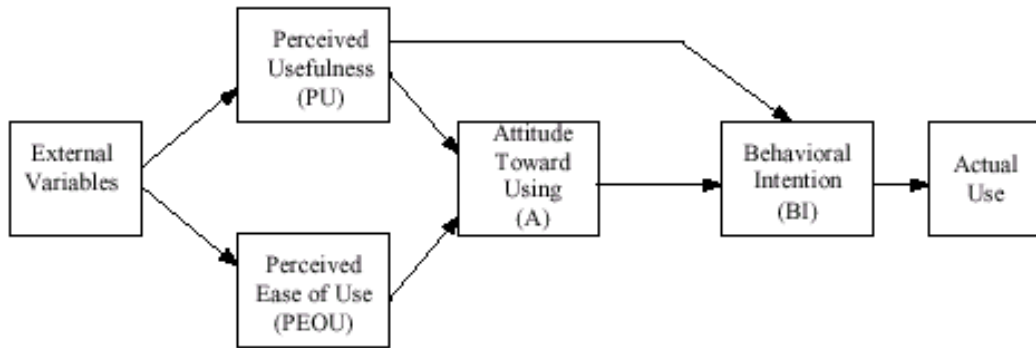 External
Variables
Perceived
Usefulness
(PU)
Perceived
Ease of Use
(PEOU)
Attitude
Toward
Using
(A)
Behavioral
Intention
(BI)
Actual
Use